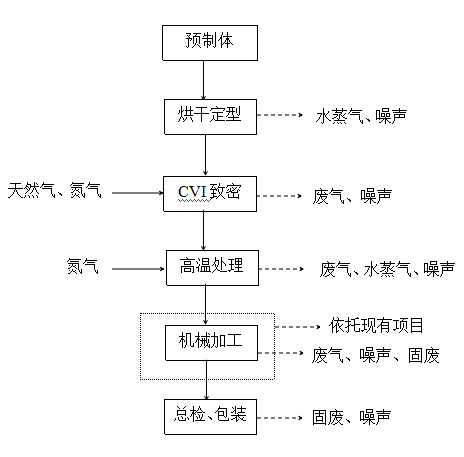 预制体
烘干定型
水蒸气、噪声
天然气、氮气
CVI致密
废气、噪声
氮气
高温处理
废气、水蒸气、噪声
依托现有项目
机械加工
废气、噪声、固废
总检、包装
固废、噪声